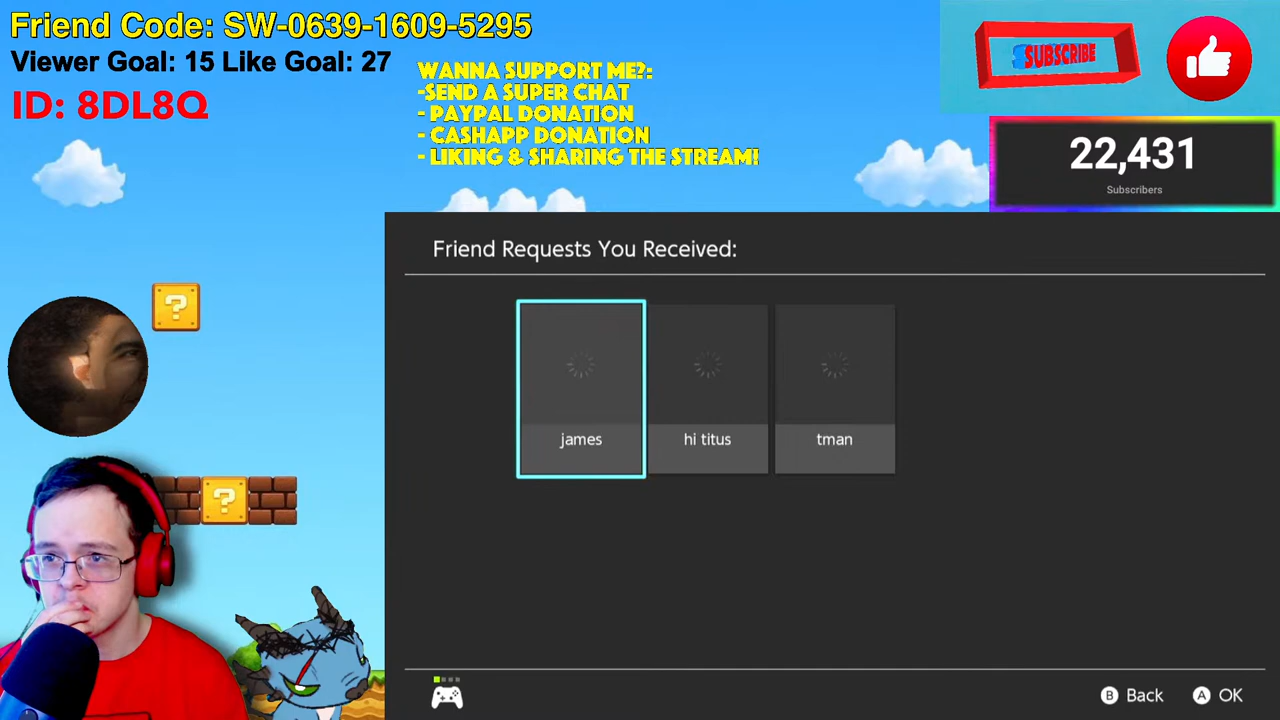 Friend Code: SW-0639-1609-5295
Viewer Goal: 15 Like Goal: 27
ID: 8DL8Q
WANNA SUPPORT ME?:
-SEND A SUPER CHAT
- PAYPAL DONATION
- CASHAPP DONATION
- LIKING & SHARING THE STREAM!
SUBSCRIBE
22,431
Subscribers
Friend Requests You Received:
james
hi titus
tman
?
?
B Back
A OK